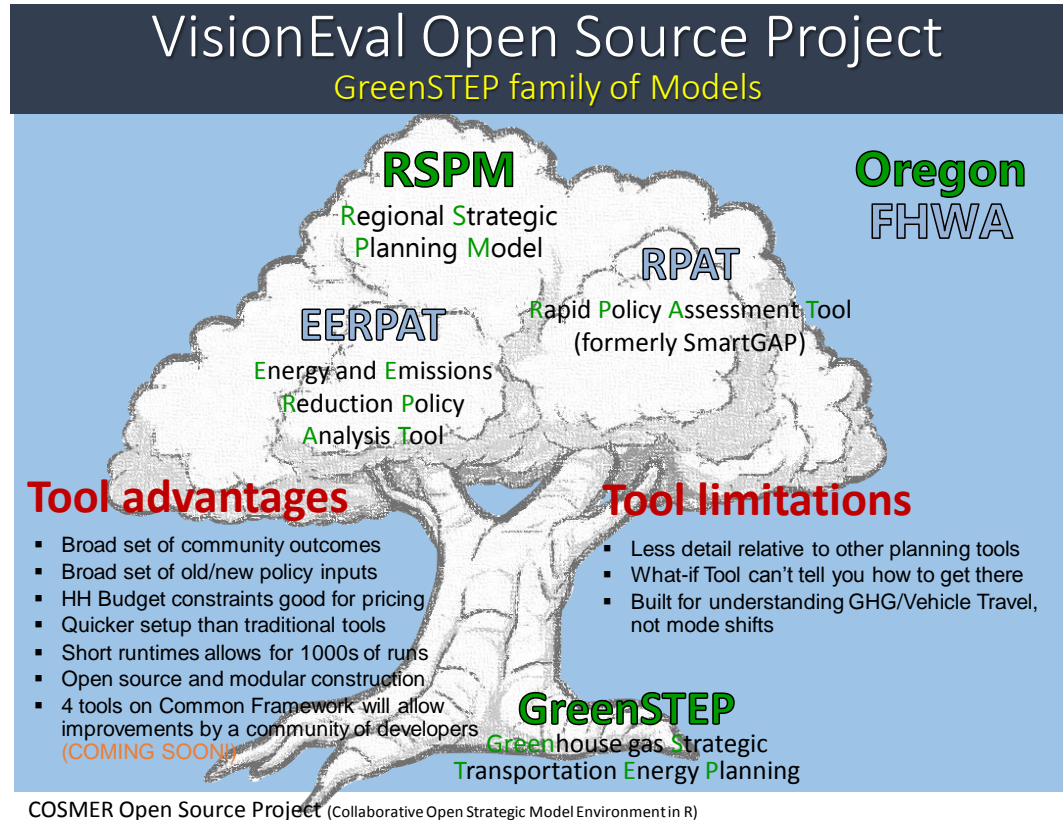 VisionEval Open Source Project
GreenSTEP family of Models
RSPM
Regional Strategic
Planning Model
Oregon
FHWA
RPAT
Rapid Policy Assessment Tool
(formerly SmartGAP)
EERPAT
Energy and Emissions
Reduction Policy
Analysis Tool
Tool advantages
▪ Broad set of community outcomes
▪ Broad set of old/new policy inputs
▪ HH Budget constraints good for pricing
▪ Quicker setup than traditional tools
▪ Short runtimes allows for 1000s of runs
▪ Open source and modular construction
▪ 4 tools on Common Framework will allow
improvements by a community of developers
(COMING SOON!)
Tool limitations
▪ Less detail relative to other planning tools
▪ What-if Tool can’t tell you how to get there
▪ Built for understanding GHG/Vehicle Travel,
not mode shifts
GreenSTEP
Greenhouse gas Strategic
Transportation Energy Planning
COSMER Open Source Project (Collaborative Open Strategic Model Environment in R)